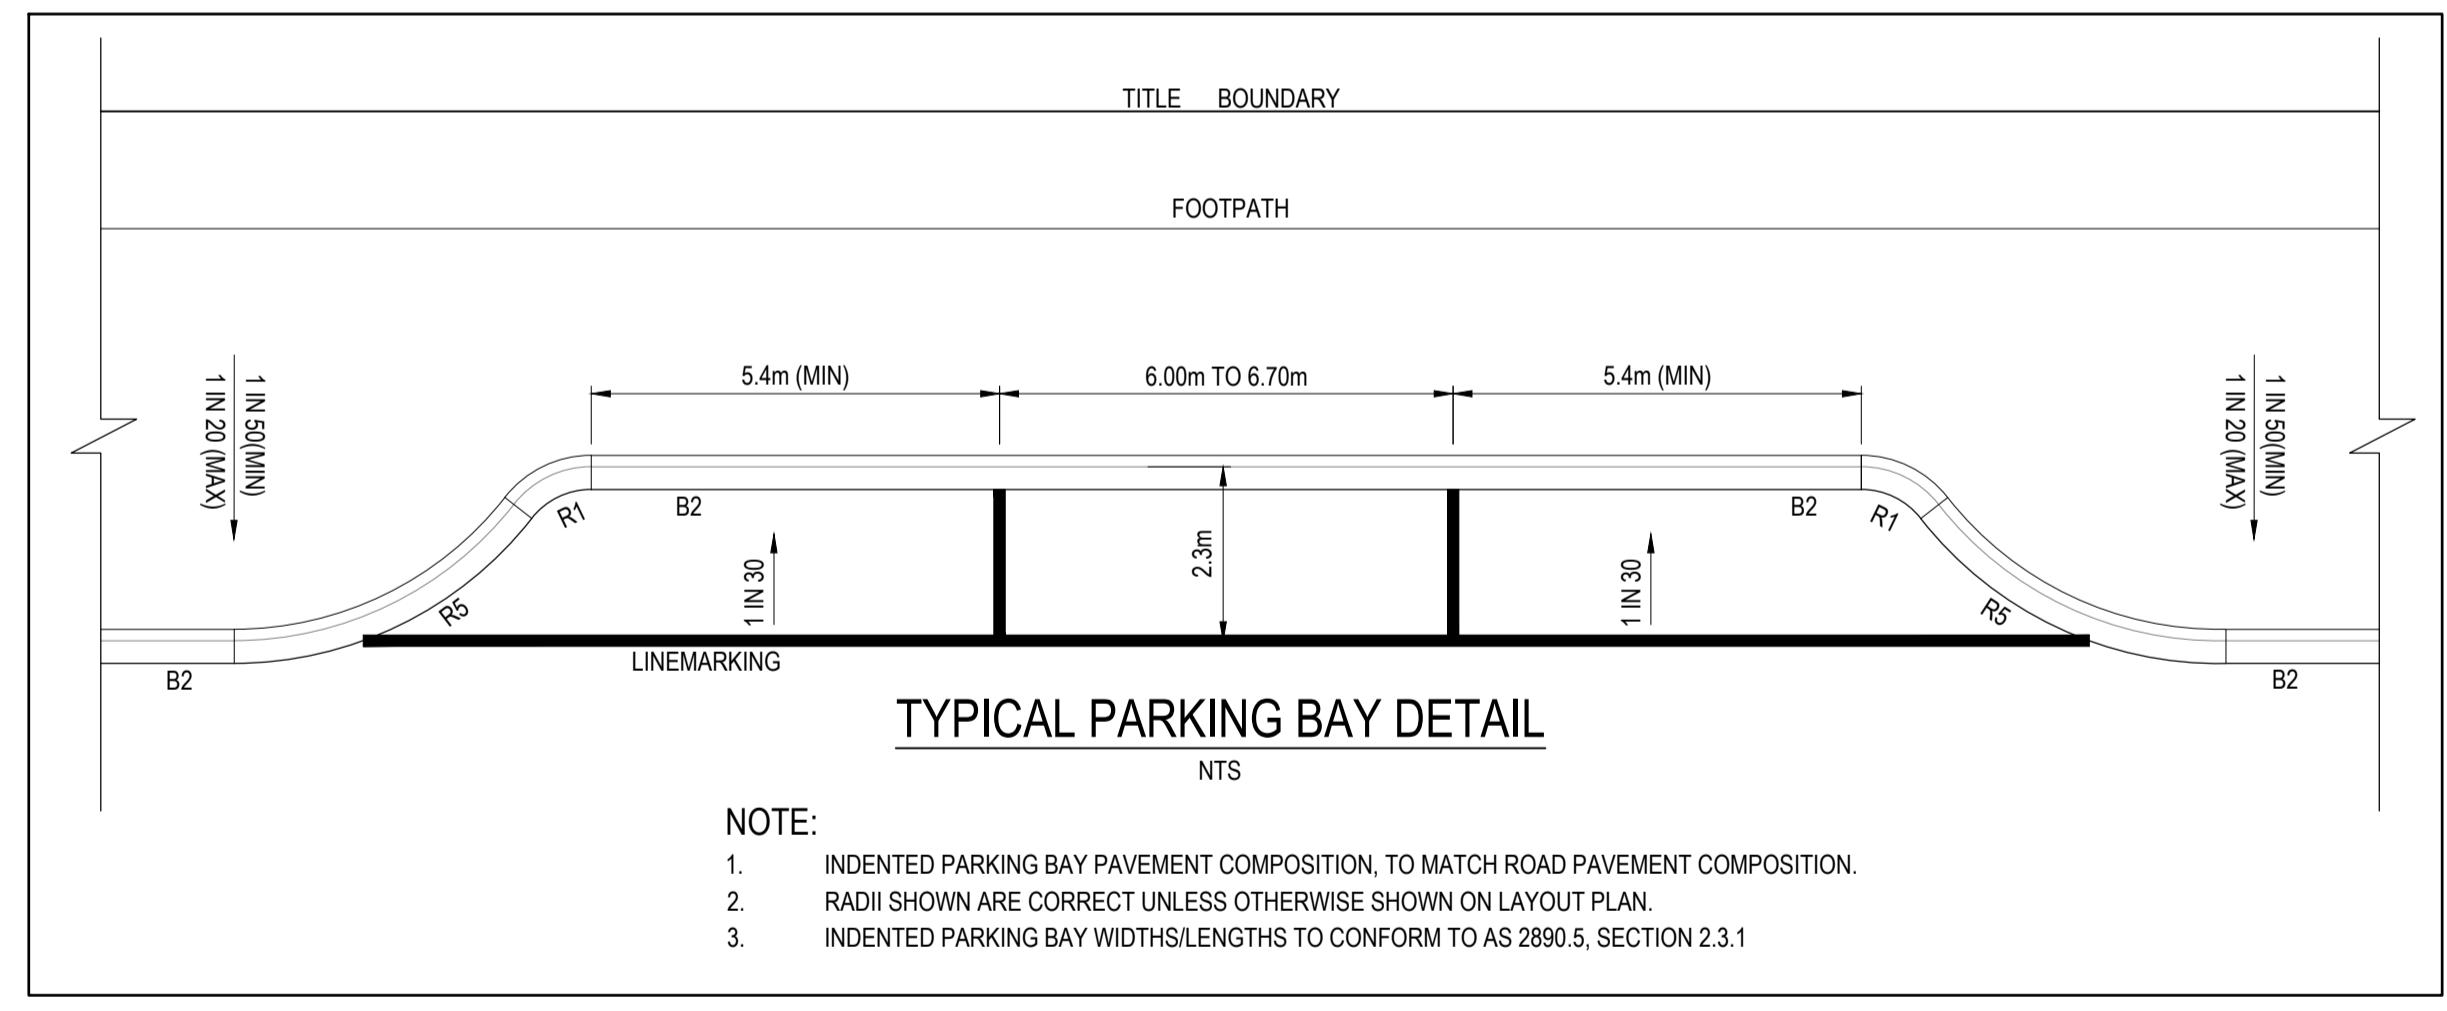 TITLE BOUNDARY
FOOTPATH
5.4m (MIN)
6.00m TO 6.70m
5.4m (MIN)
1 IN 50(MIN)
1 IN 20 (MAX)
1 IN 50(MIN)
1 IN 20 (MAX)
R1
B2
B2
R1
2.3m
1 IN 30
1 IN 30
R5
R5
LINEMARKING
B2
B2
TYPICAL PARKING BAY DETAIL
NTS
NOTE:
1. INDENTED PARKING BAY PAVEMENT COMPOSITION, TO MATCH ROAD PAVEMENT COMPOSITION.
2. RADII SHOWN ARE CORRECT UNLESS OTHERWISE SHOWN ON LAYOUT PLAN.
3. INDENTED PARKING BAY WIDTHS/LENGTHS TO CONFORM TO AS 2890.5, SECTION 2.3.1